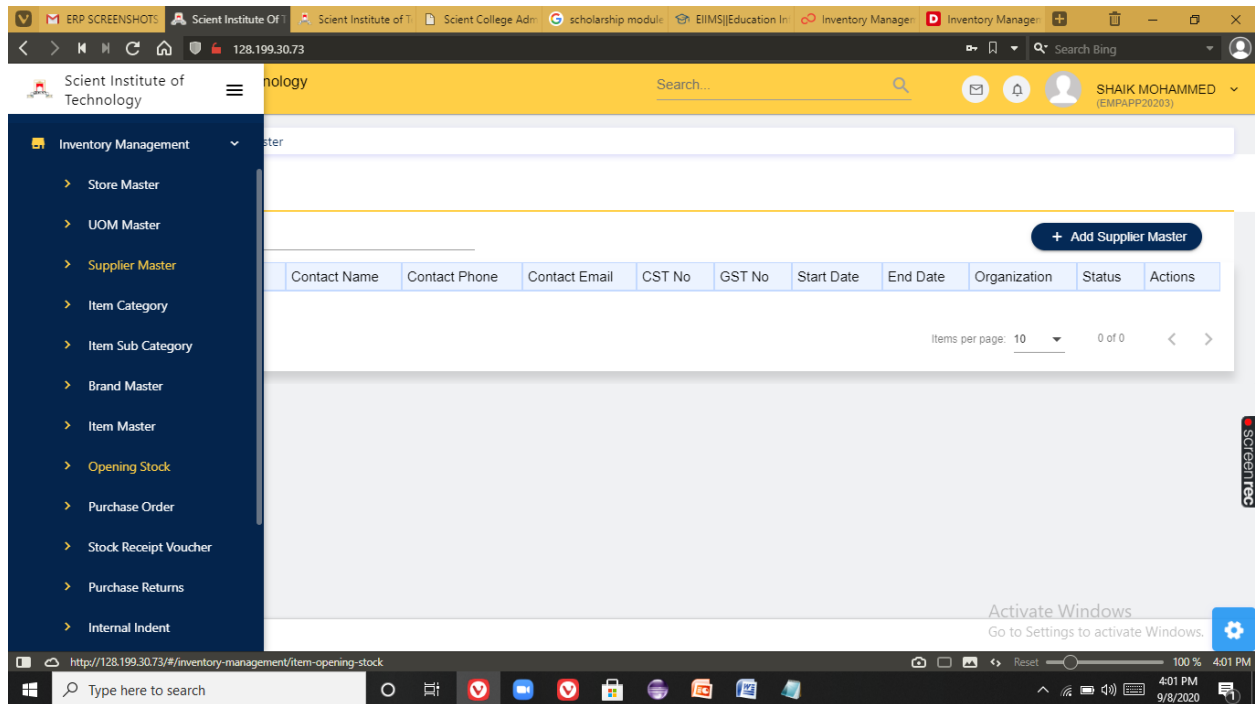 ERP SCREENSHOTS
Scient Institute Of T
Scient Institute of T
Scient College Adm
scholarship module
EIIMS||Education In
Inventory Manager
Inventory Manager
128.199.30.73
Search Bing
Scient Institute of
Technology
nology
Search...
SHAIK MOHAMMED
(EMPAPP20203)
Inventory Management
ster
Store Master
UOM Master
+ Add Supplier Master
Supplier Master
Contact Name Contact Phone Contact Email CST No GST No Start Date End Date Organization Status Actions
Item Category
Item Sub Category
Items per page: 10 0 of 0
Brand Master
Item Master
Opening Stock
Purchase Order
Stock Receipt Voucher
Purchase Returns
Internal Indent
screenrec
Activate Windows
Go to Settings to activate Windows.
http://128.199.30.73/#/inventory-management/item-opening-stock
Reset 100 % 4:01 PM
Type here to search
4:01 PM
9/8/2020